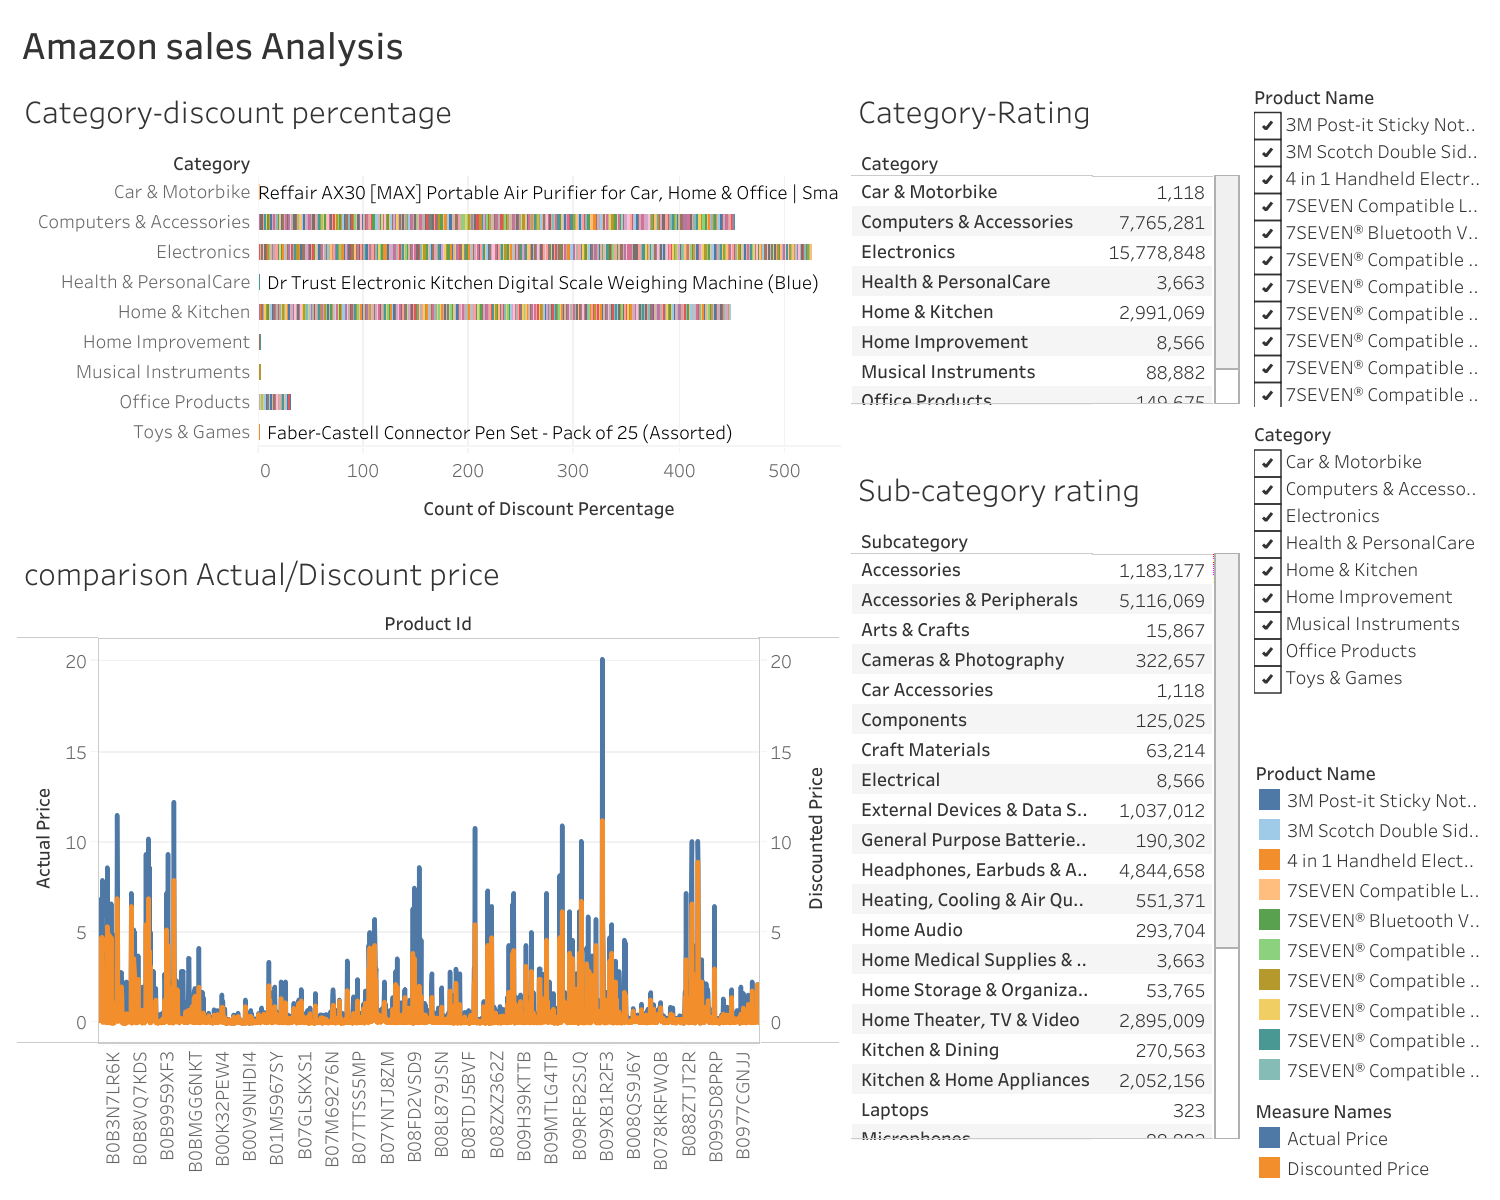 Amazon sales Analysis
Category-discount percentage
Category
Car & Motorbike Reffair AX30 [MAX] Portable Air Purifier for Car, Home & Office | Sma
Computers & Accessories
Electronics
Health & PersonalCare Dr Trust Electronic Kitchen Digital Scale Weighing Machine (Blue)
Home & Kitchen
Home Improvement
Musical Instruments
Office Products
Toys & Games Faber-Castell Connector Pen Set - Pack of 25 (Assorted)
0 100 200 300 400 500
Count of Discount Percentage
comparison Actual/Discount price
Product Id
20 20
15 15
10 10
5 5
0 0
Actual Price
Discounted Price
B0B3N7LR6K
B0B8VQ7KDS
B0B9959XF3
B0BMGG6NKT
B00K32PEW4
B00V9NHDI4
B01M5967SY
B07GLSKXS1
B07M69276N
B07TTSS5MP
B07YNTJ8ZM
B08FD2VSD9
B08L879JSN
B08TDJ5BVF
B08ZXZ362Z
B09H39KTTB
B09MTLG4TP
B09RFB2SJQ
B09XB1R2F3
B008QS9J6Y
B078KRFWQB
B088ZTJT2R
B099SD8PRP
B0977CGNJJ
Category-Rating
Category
Car & Motorbike 1,118
Computers & Accessories 7,765,281
Electronics 15,778,848
Health & PersonalCare 3,663
Home & Kitchen 2,991,069
Home Improvement 8,566
Musical Instruments 88,882
Office Products 149,675
Sub-category rating
Subcategory
Accessories 1,183,177
Accessories & Peripherals 5,116,069
Arts & Crafts 15,867
Cameras & Photography 322,657
Car Accessories 1,118
Components 125,025
Craft Materials 63,214
Electrical 8,566
External Devices & Data S.. 1,037,012
General Purpose Batterie.. 190,302
Headphones, Earbuds & A.. 4,844,658
Heating, Cooling & Air Qu.. 551,371
Home Audio 293,704
Home Medical Supplies & .. 3,663
Home Storage & Organiza.. 53,765
Home Theater, TV & Video 2,895,009
Kitchen & Dining 270,563
Kitchen & Home Appliances 2,052,156
Laptops 323
Microphones 88,882
Product Name
3M Post-it Sticky Not..
3M Scotch Double Sid..
4 in 1 Handheld Electr..
7SEVEN Compatible L..
7SEVEN® Bluetooth V..
7SEVEN® Compatible ..
7SEVEN® Compatible ..
7SEVEN® Compatible ..
7SEVEN® Compatible ..
7SEVEN® Compatible ..
7SEVEN® Compatible ..
Category
Car & Motorbike
Computers & Accesso..
Electronics
Health & PersonalCare
Home & Kitchen
Home Improvement
Musical Instruments
Office Products
Toys & Games
Product Name
3M Post-it Sticky Not..
3M Scotch Double Sid..
4 in 1 Handheld Elect..
7SEVEN Compatible L..
7SEVEN® Bluetooth V..
7SEVEN® Compatible ..
7SEVEN® Compatible ..
7SEVEN® Compatible ..
7SEVEN® Compatible ..
7SEVEN® Compatible ..
Measure Names
Actual Price
Discounted Price